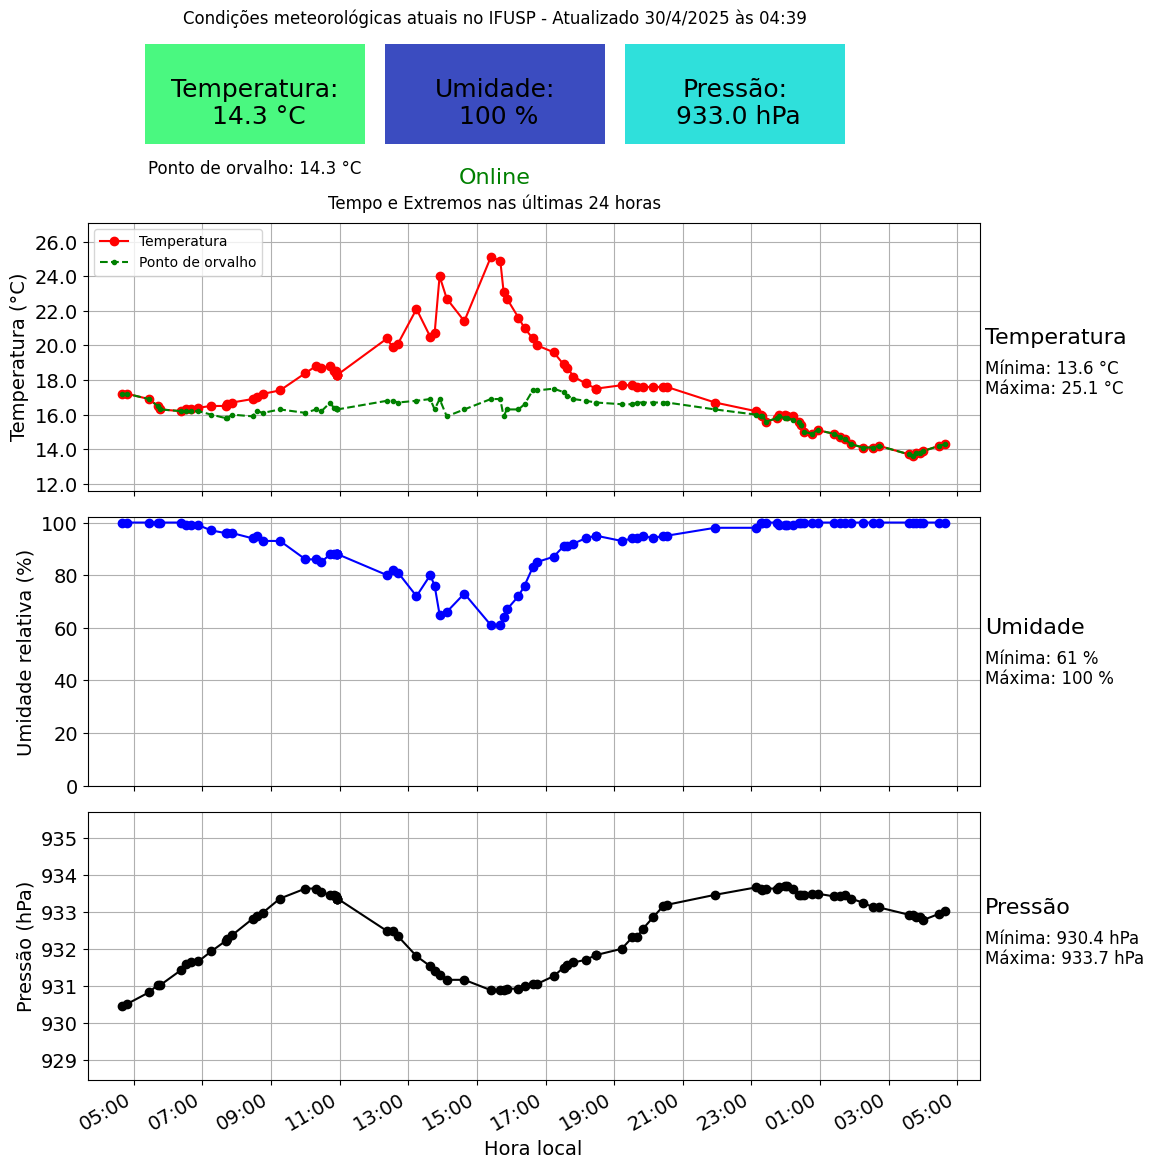 Condições meteorológicas atuais no IFUSP - Atualizado 30/4/2025 às 04:39
Temperatura:
14.3 °C
Umidade:
100 %
Pressão:
933.0 hPa
Ponto de orvalho: 14.3 °C
Online
Tempo e Extremos nas últimas 24 horas
Temperatura (°C)
26.0
24.0
22.0
20.0
18.0
16.0
14.0
12.0
Temperatura
Ponto de orvalho
Temperatura
Mínima: 13.6 °C
Máxima: 25.1 °C
Umidade relativa (%)
100
80
60
40
20
0
Umidade
Mínima: 61 %
Máxima: 100 %
Pressão (hPa)
935
934
933
932
931
930
929
Pressão
Mínima: 930.4 hPa
Máxima: 933.7 hPa
05:00
07:00
09:00
11:00
13:00
15:00
17:00
19:00
21:00
23:00
01:00
03:00
05:00
Hora local